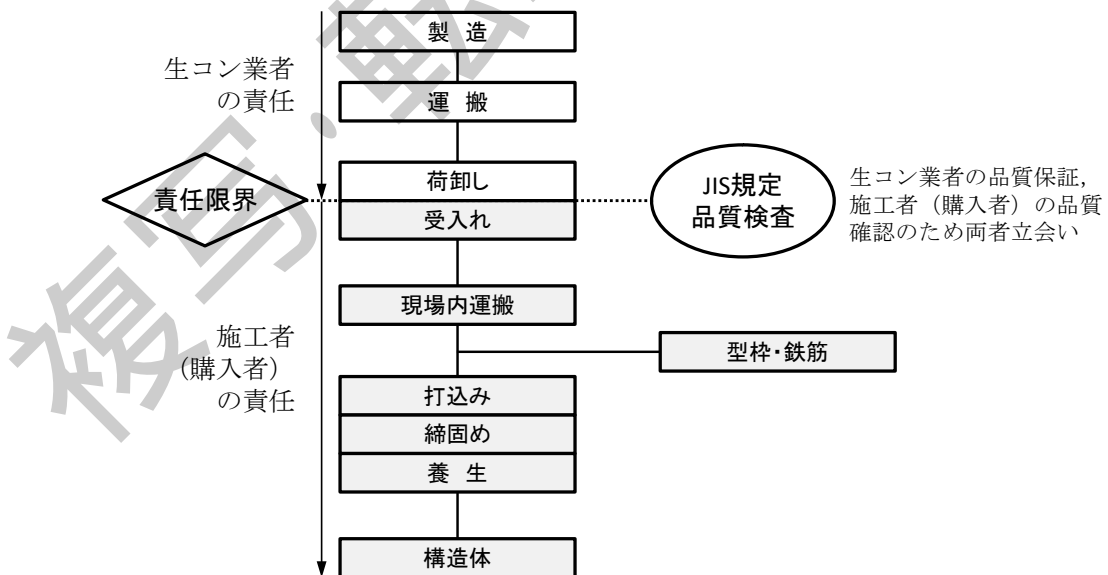 製 造
生コン業者
の責任
運 搬
責任限界
荷卸し
受入れ
JIS規定
品質検査
生コン業者の品質保証,
施工者（購入者）の品質
確認のため両者立会い
現場内運搬
施工者
（購入者）
の責任
型枠・鉄筋
打込み
締固め
養 生
構造体
複写・転